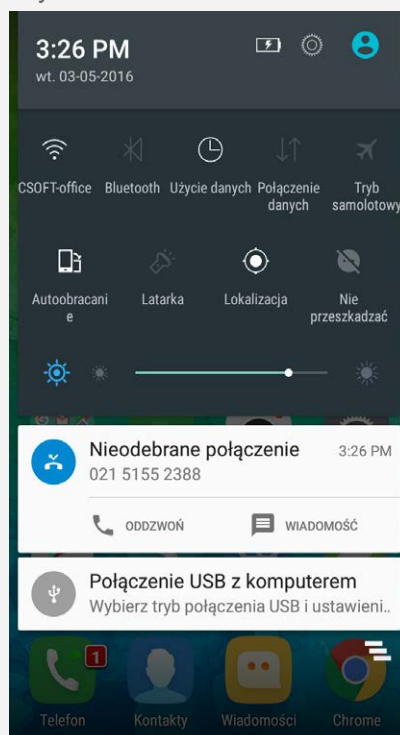 3:26 PM
wt. 03-05-2016
CSOFT-office
Bluetooth
Użycie danych
Połączenie
danych
Tryb
samolotowy
Autoobracani
e
Latarka
Lokalizacja
Nie
przeszkadzać
Nieodebrane połączenie 3:26 PM
021 5155 2388
ODDZWOŃ WIADOMOŚĆ
Połączenie USB z komputerem
Wybierz tryb połączenia USB i ustawieni..
1
Telefon Kontakty Wiadomości Chrome